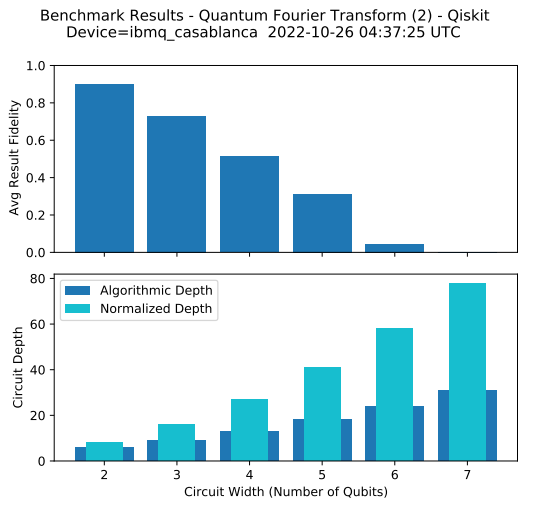 Benchmark Results - Quantum Fourier Transform (2) - Qiskit
Device=ibmq_casablanca  2022-10-26 04:37:25 UTC
1.0
0.8
0.6
0.4
0.2
0.0
Avg Result Fidelity
80
60
40
20
0
Circuit Depth
Algorithmic Depth
Normalized Depth
2 3 4 5 6 7
Circuit Width (Number of Qubits)